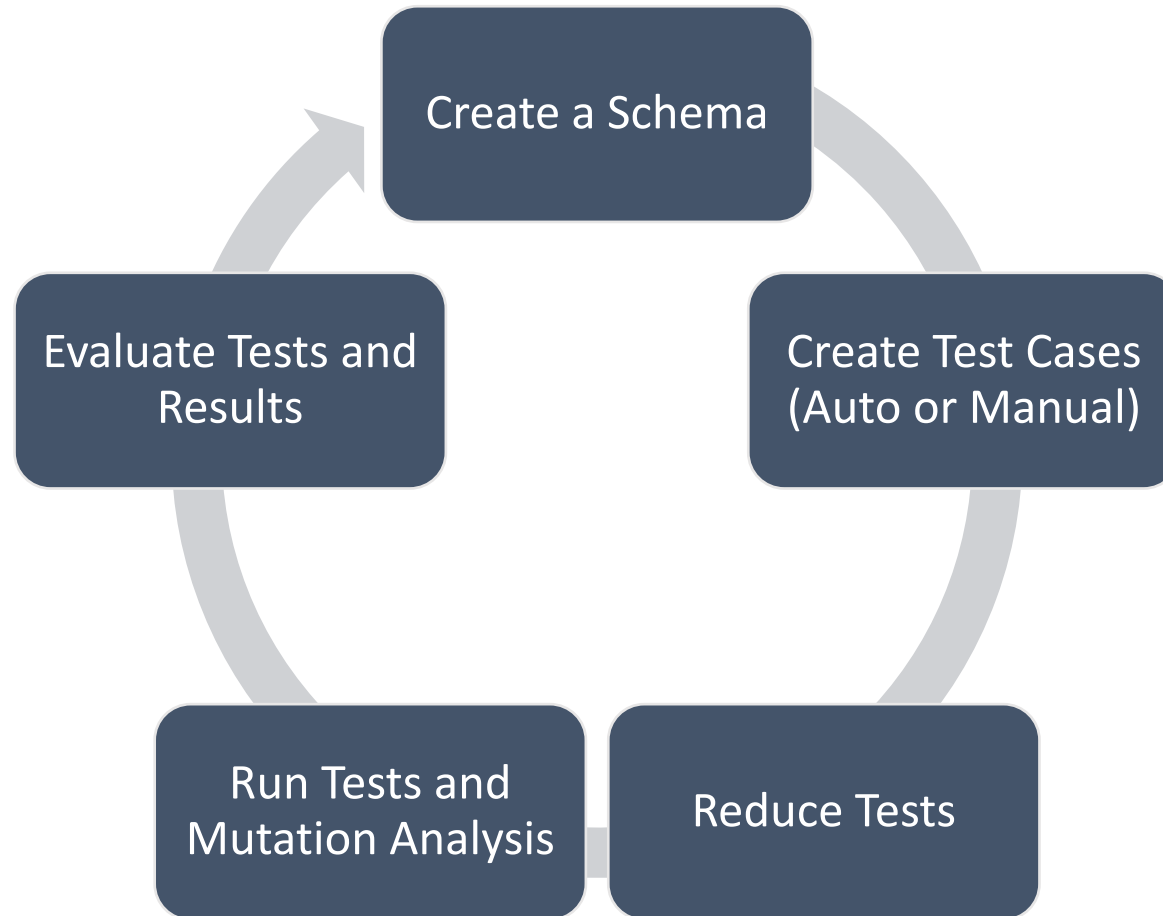 Create a Schema
Create Test Cases
(Auto or Manual)
Reduce Tests
Run Tests and
Mutation Analysis
Evaluate Tests and
Results